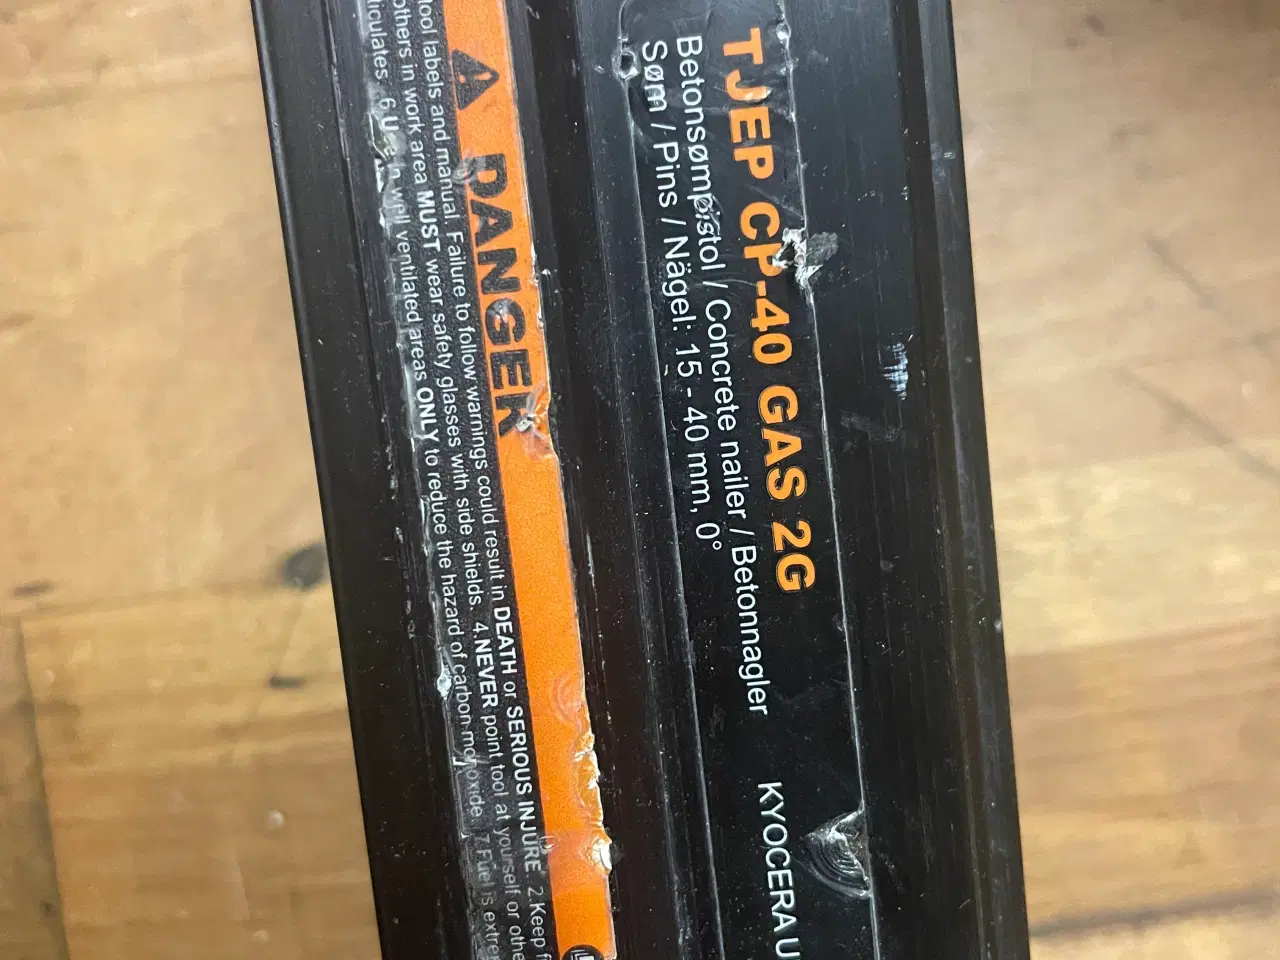 TJEP CP-40 GAS 2G
Betonsømpistol / Concrete nailer / Betonnagler
KYOCERA
Søm / Pins / Nägel: 15 - 40 mm, 0°
DANGER
tool labels and manual. Failure to follow warnings could result in DEATH or SERIOUS INJURE. 2.Keep
others in work area MUST wear safety glasses with side shields. 4.NEVER point tool at yourself or
well ventilated areas ONLY to reduce the hazard of carbon monoxide. 7.Fuel is